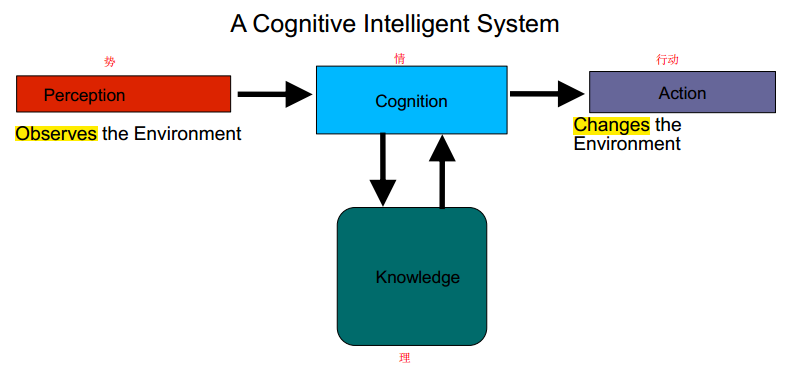 A Cognitive Intelligent System
势
情
行动
Perception
Cognition
Action
Observes the Environment
Changes the
Environment
Knowledge
理